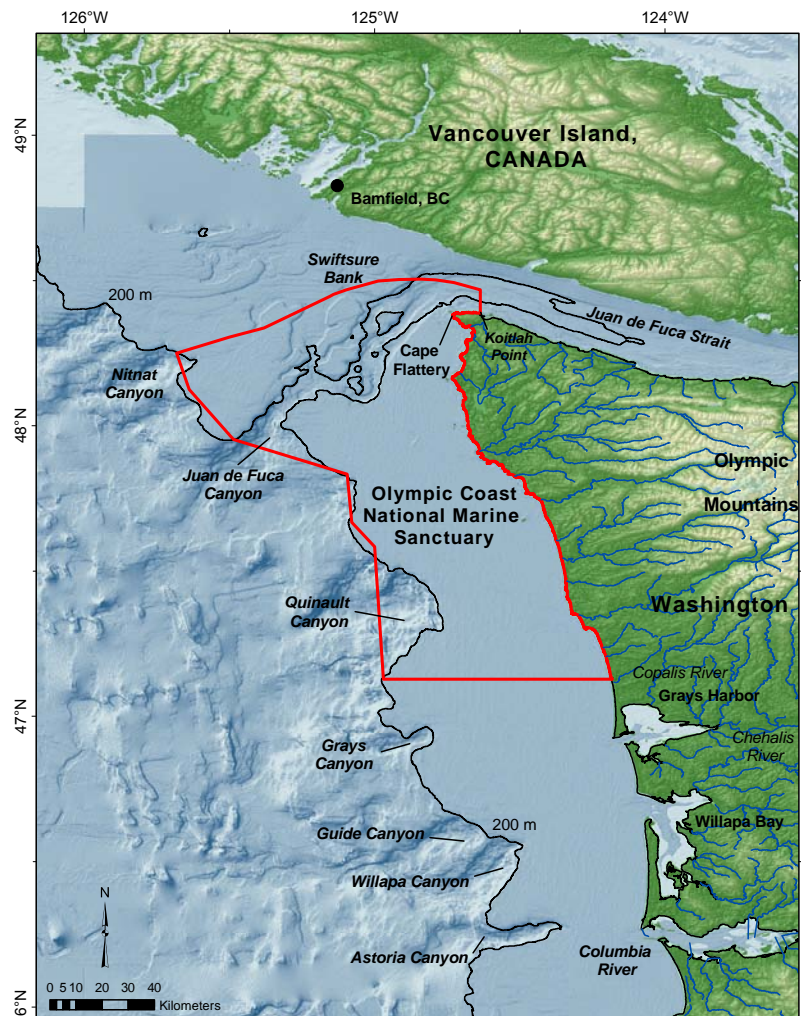 126°W
125°W
124°W
49°N
Vancouver Island,
CANADA
Bamfield, BC
Swiftsure
Bank
200 m
Juan de Fuca Strait
Koitlah
Point
Cape
Flattery
Nitnat
Canyon
48°N
Juan de Fuca
Canyon
Olympic
Mountains
Olympic Coast
National Marine
Sanctuary
Quinault
Canyon
Washington
Copalis River
Grays Harbor
47°N
Grays
Canyon
Chehalis
River
Guide Canyon
200 m
Willapa Bay
Willapa Canyon
Astoria Canyon
Columbia
River
N
0 5 10 20 30 40
Kilometers
6°N